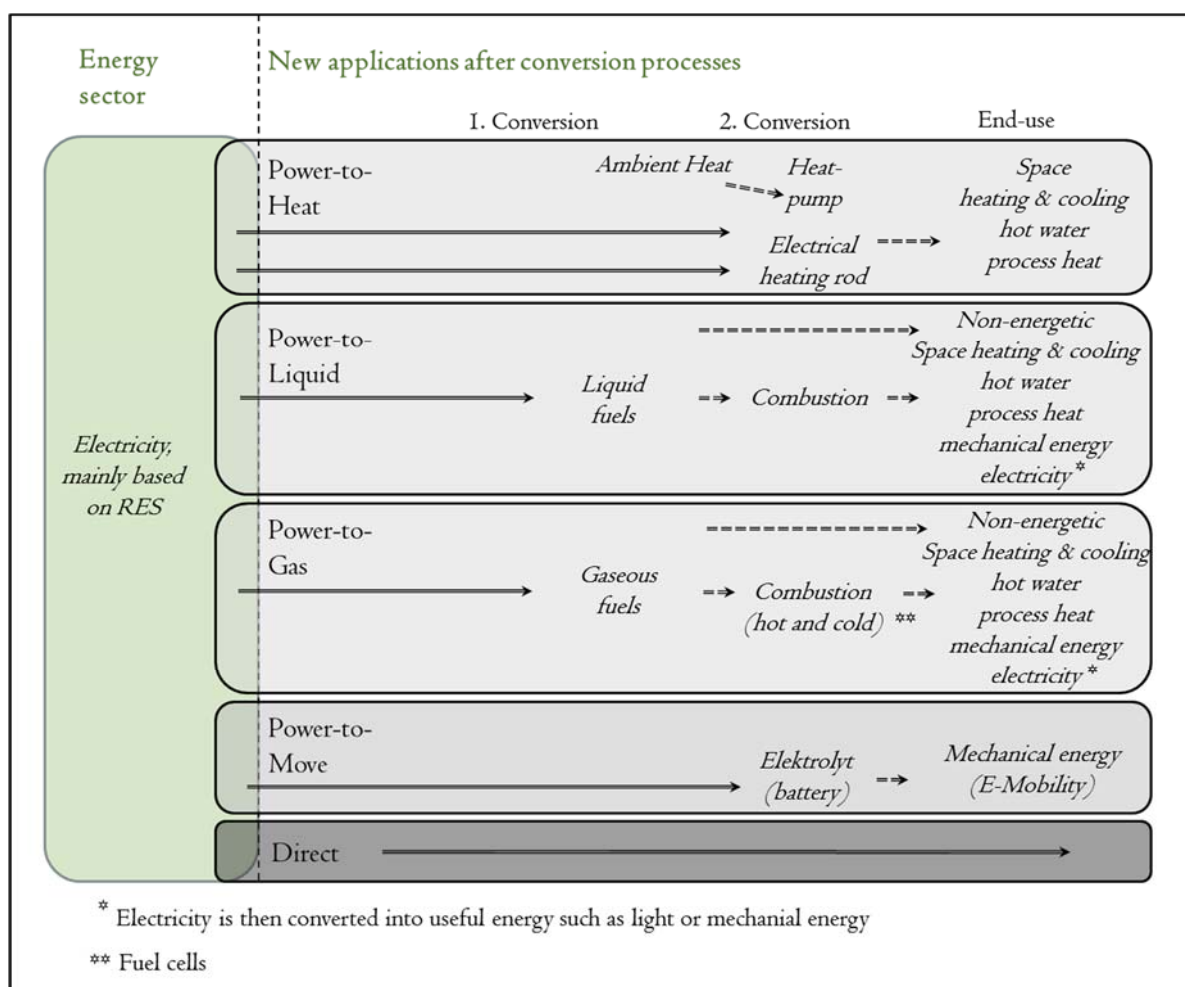 Energy
sector
New applications after conversion processes
1. Conversion
2. Conversion
End-use
Electricity,
mainly based
on RES
Power-to-
Heat
Ambient Heat
Heat-
pump
Electrical
heating rod
Space
heating & cooling
hot water
process heat
Power-to-
Liquid
Liquid
fuels
Combustion
Non-energetic
Space heating & cooling
hot water
process heat
mechanical energy
electricity*
Power-to-
Gas
Gaseous
fuels
Combustion
(hot and cold) **
Non-energetic
Space heating & cooling
hot water
process heat
mechanical energy
electricity*
Power-to-
Move
Elektrolyt
(battery)
Mechanical energy
(E-Mobility)
Direct
* Electricity is then converted into useful energy such as light or mechanial energy
** Fuel cells